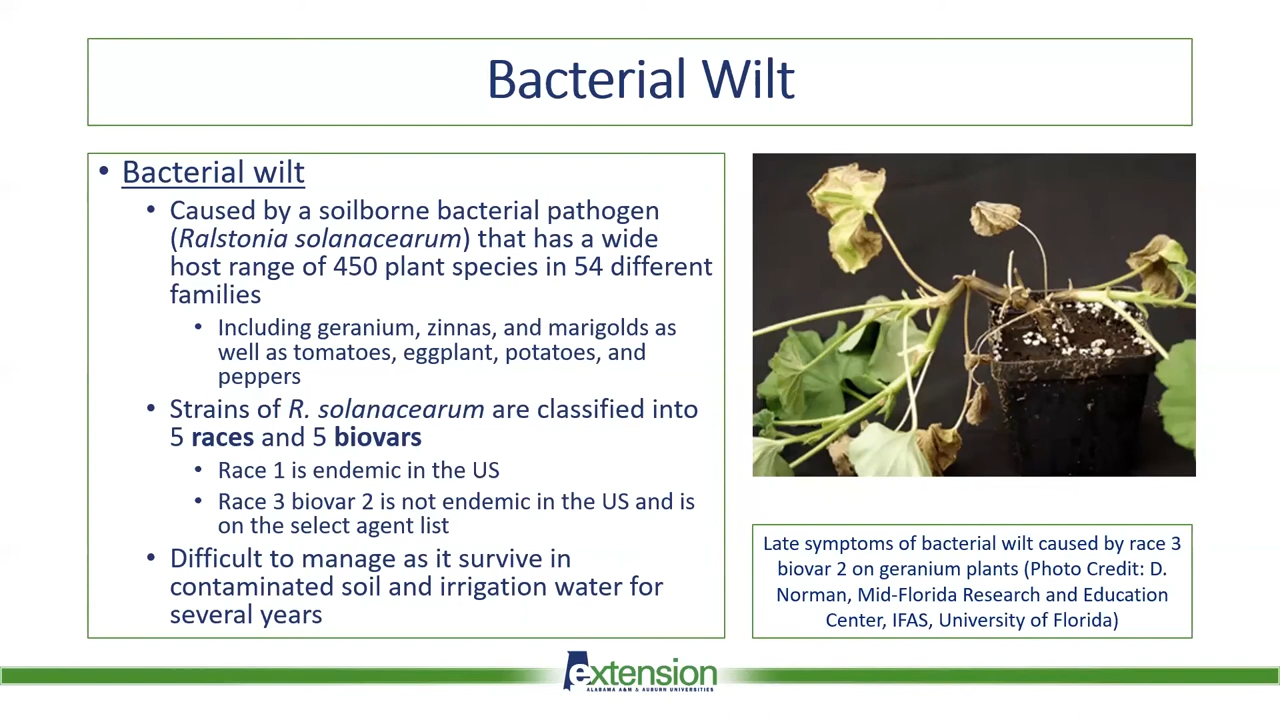 Bacterial Wilt
• Bacterial wilt
• Caused by a soilborne bacterial pathogen
(Ralstonia solanacearum) that has a wide
host range of 450 plant species in 54 different
families
• Including geranium, zinnas, and marigolds as
well as tomatoes, eggplant, potatoes, and
peppers
• Strains of R. solanacearum are classified into
5 races and 5 biovars
• Race 1 is endemic in the US
• Race 3 biovar 2 is not endemic in the US and is
on the select agent list
• Difficult to manage as it survive in
contaminated soil and irrigation water for
several years
Late symptoms of bacterial wilt caused by race 3
biovar 2 on geranium plants (Photo Credit: D.
Norman, Mid-Florida Research and Education
Center, IFAS, University of Florida)
extension
ALABAMA A&M & AUBURN UNIVERSITIES